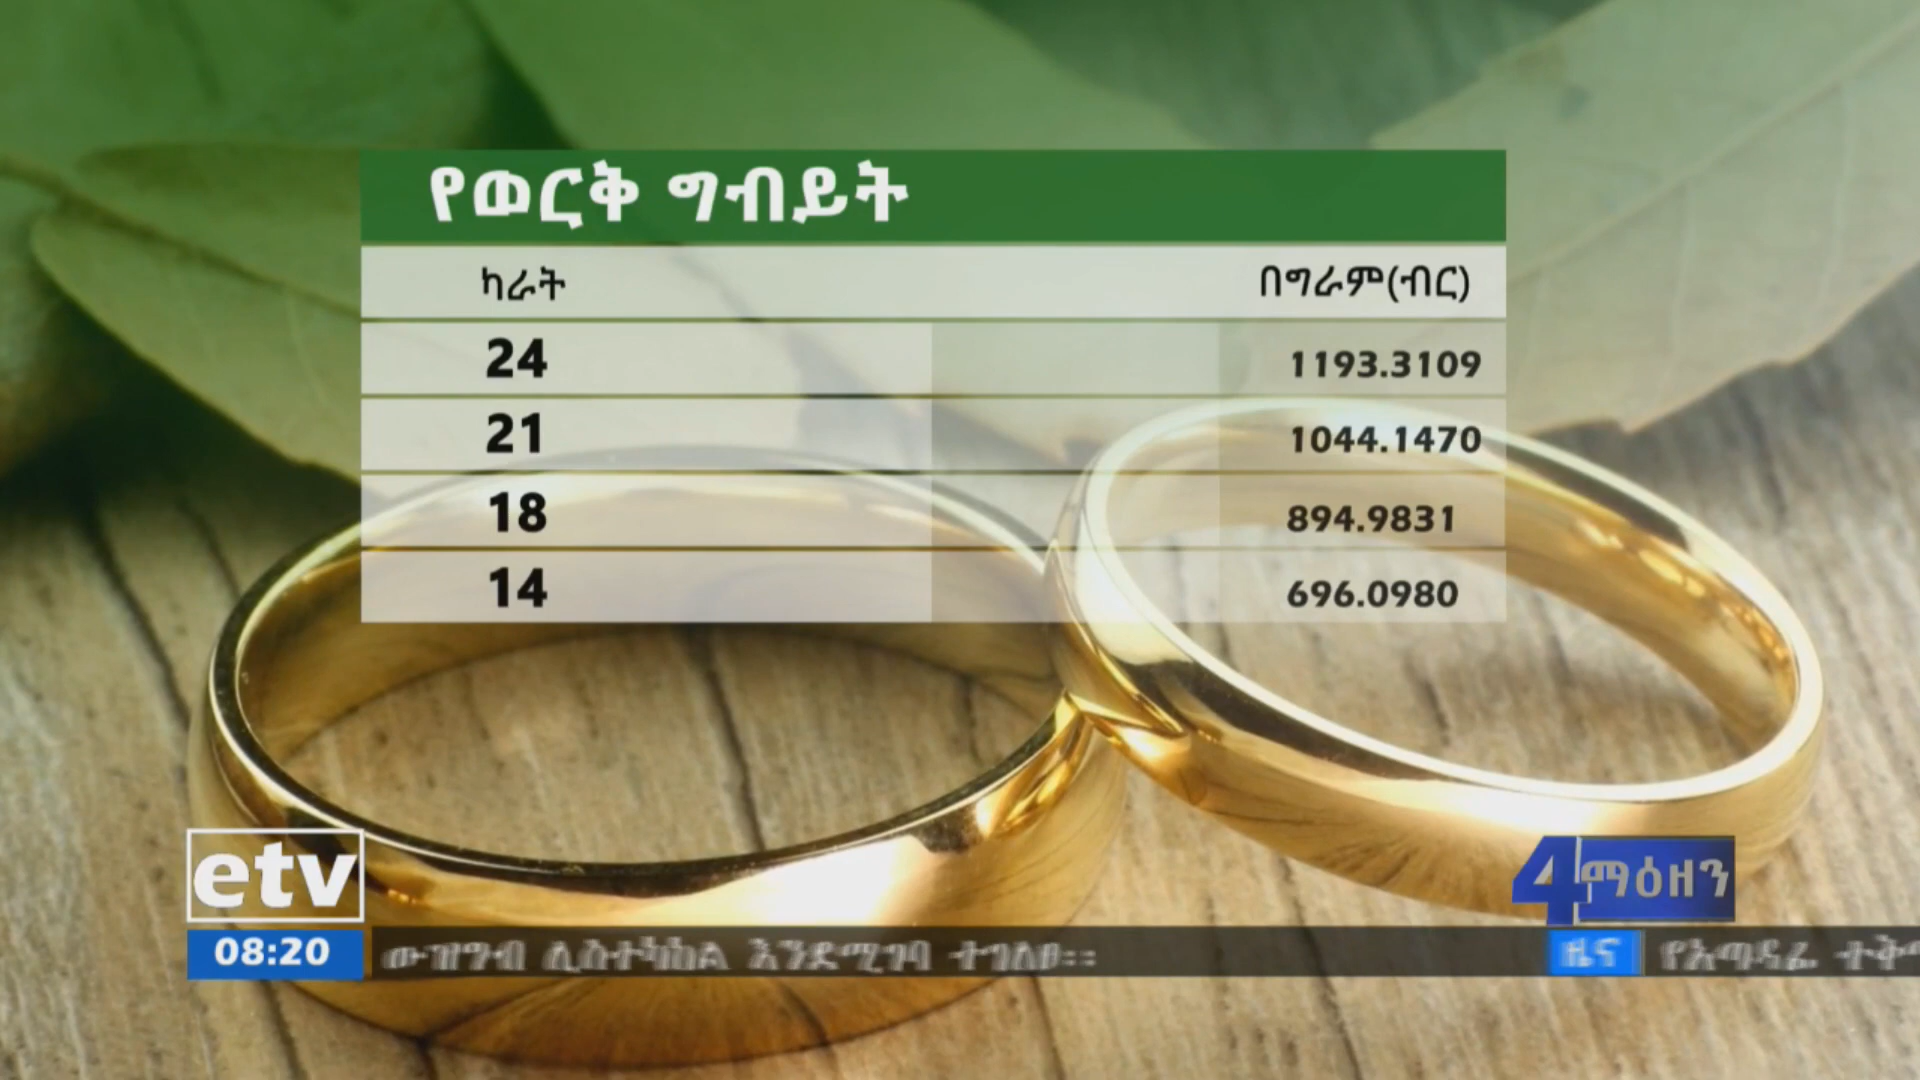 የወርቅ ግብይት
ካራት በግራም(ብር)
24 1193.3109
21 1044.1470
18 894.9831
14 696.0980
etv
4 ማዕዘን
08:20 ውዝግብ ሊስተካከል እንደሚገባ ተገለፀ። ዜና የአጣዳፊ